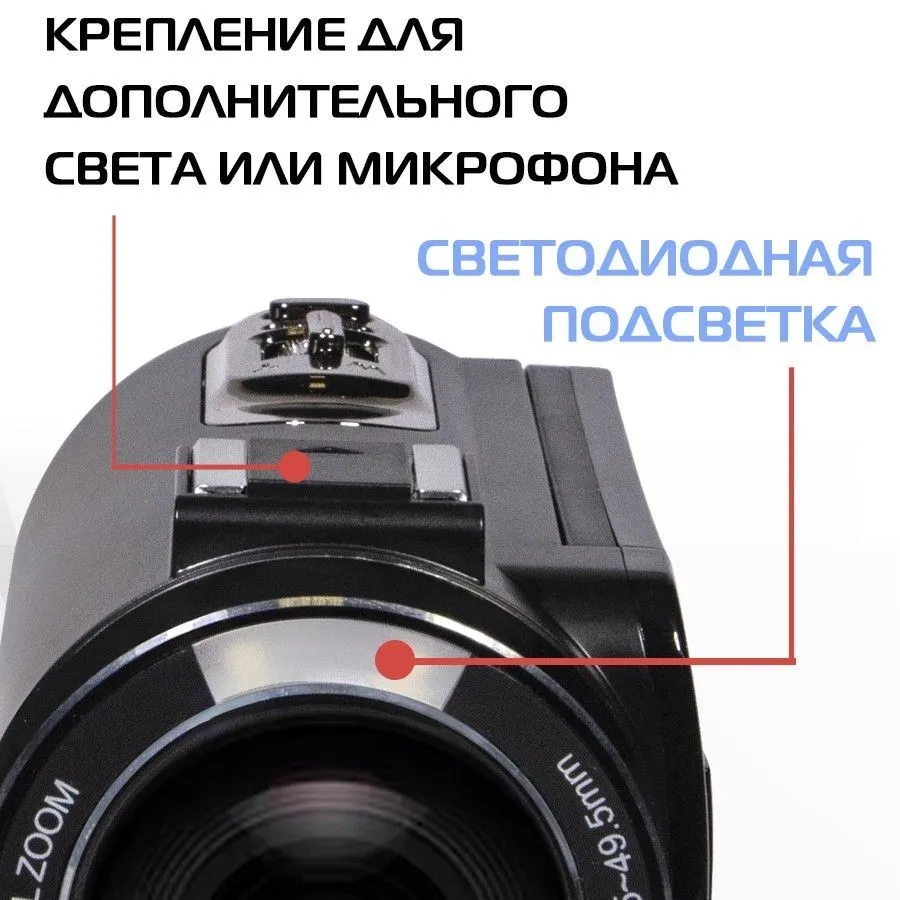 КРЕПЛЕНИЕ ДЛЯ
ДОПОЛНИТЕЛЬНОГО
СВЕТА ИЛИ МИКРОФОНА
СВЕТОДИОДНАЯ
ПОДСВЕТКА
ZOOM
49.5mm